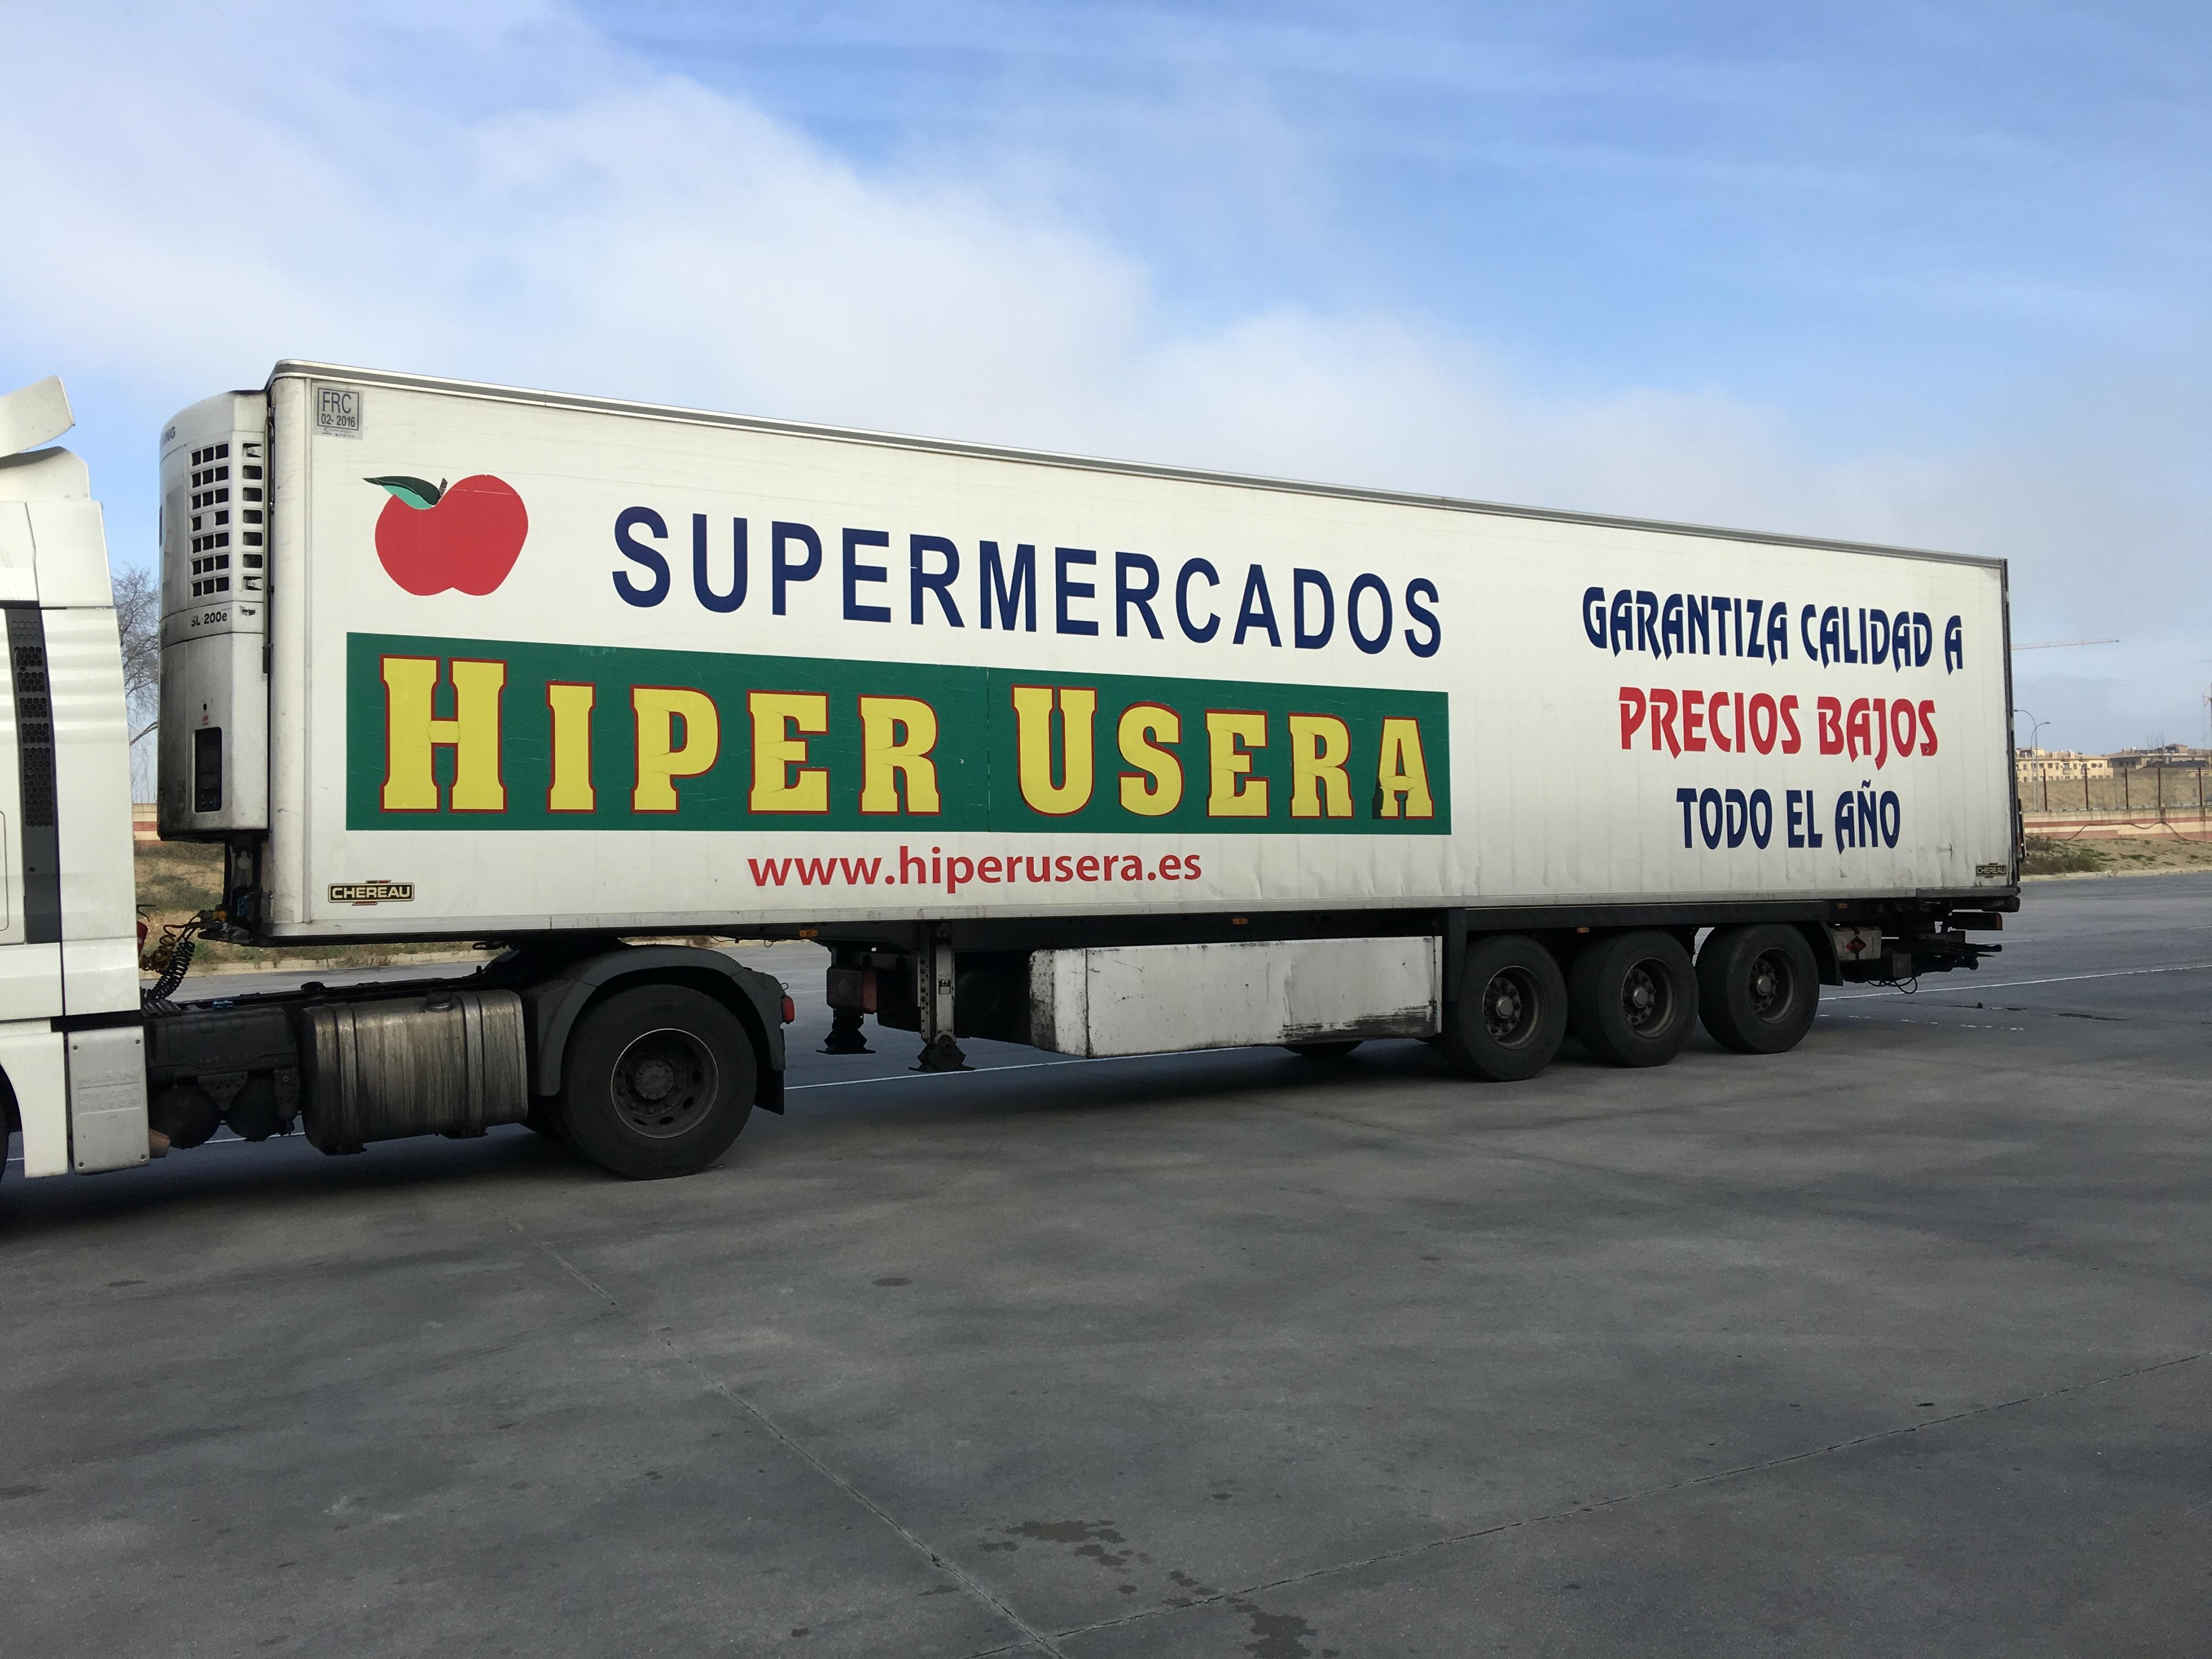 FRC
02- 2016
SL 200e
SUPERMERCADOS
HIPER USERA
www.hiperusera.es
CHEREAU
GARANTIZA CALIDAD A
PRECIOS BAJOS
TODO EL AÑO
CHEREAU